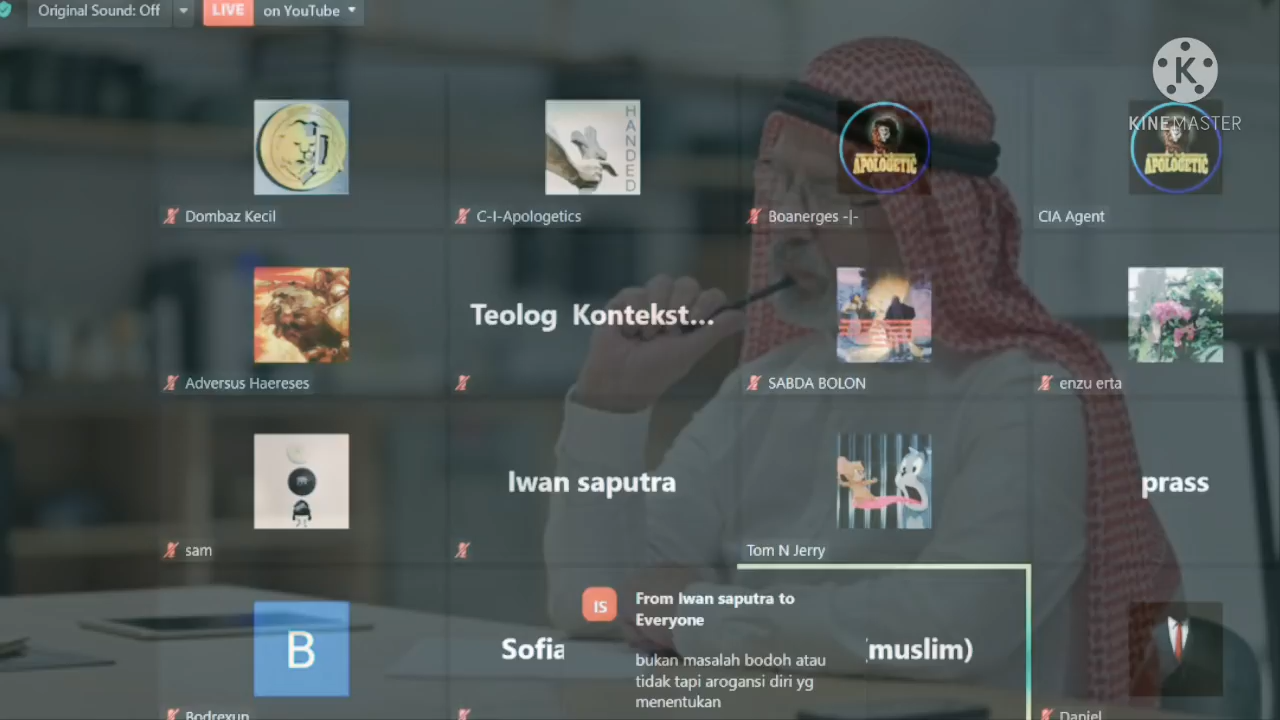 Original Sound: Off
LIVE on YouTube
K
KINEMASTER
HANDED
APOLOGETIC
APOLOGETIC
Dombaz Kecil
C-I-Apologetics
Boanerges -|-
CIA Agent
Teolog Kontekst...
Adversus Haereses
SABDA BOLON
enzu erta
Iwan saputra
prass
sam
Tom N Jerry
IS
From Iwan saputra to
Everyone
B
Sofia
(muslim)
bukan masalah bodoh atau
tidak tapi arogansi diri yg
menentukan
Bodrexun
Daniel